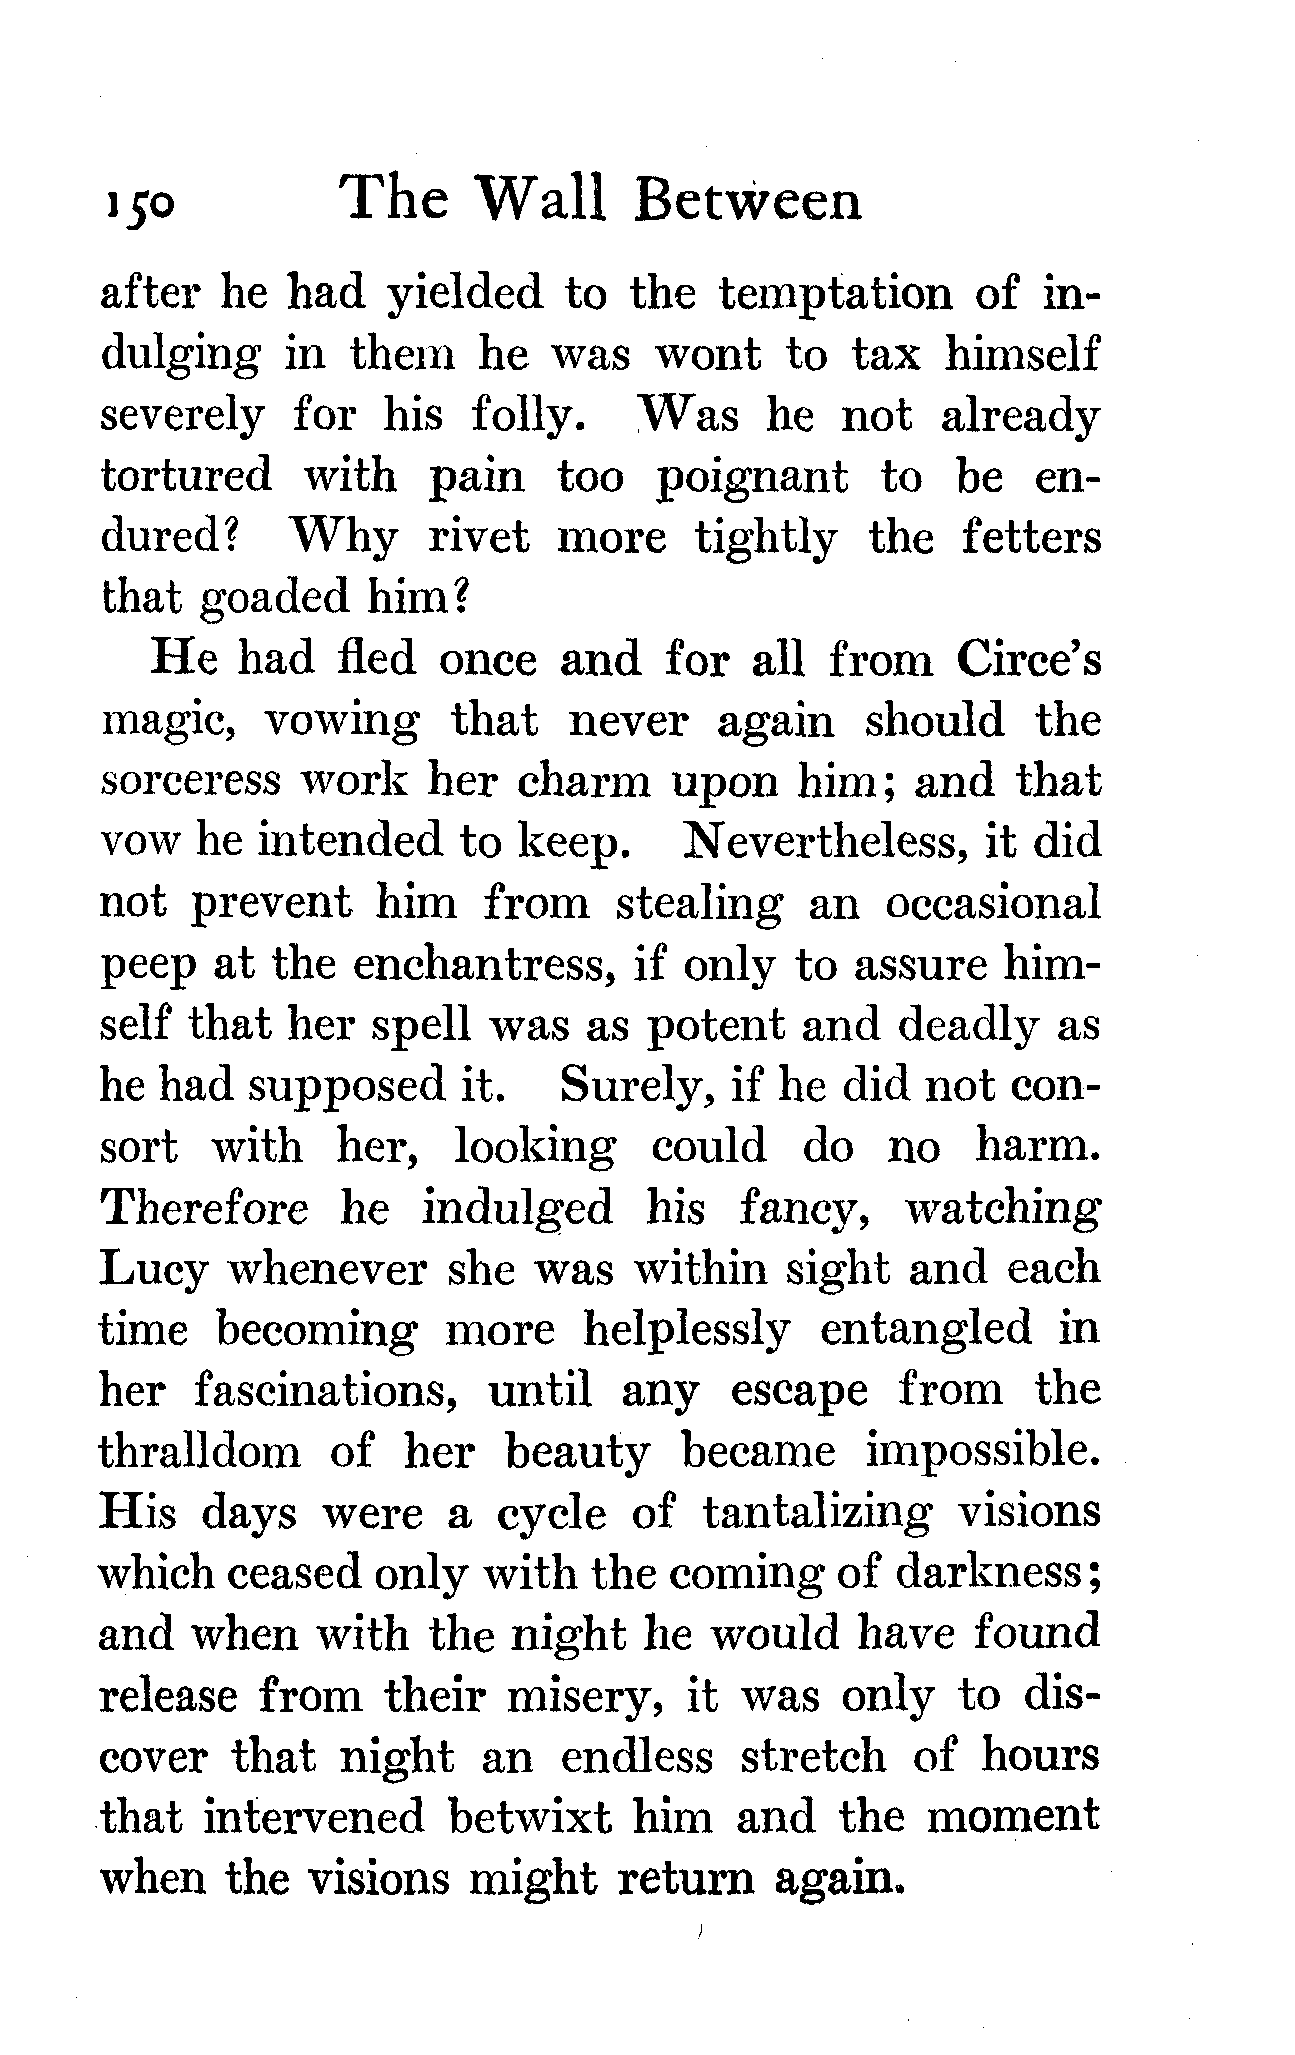 150 The Wall Between
after he had yielded to the temptation of in-
dulging in them he was wont to tax himself
severely for his folly. Was he not already
tortured with pain too poignant to be en-
dured? Why rivet more tightly the fetters
that goaded him?
He had fled once and for all from Circe's
magic, vowing that never again should the
sorceress work her charm upon him; and that
vow he intended to keep. Nevertheless, it did
not prevent him from stealing an occasional
peep at the enchantress, if only to assure him-
self that her spell was as potent and deadly as
he had supposed it. Surely, if he did not con-
sort with her, looking could do no harm.
Therefore he indulged his fancy, watching
Lucy whenever she was within sight and each
time becoming more helplessly entangled in
her fascinations, until any escape from the
thralldom of her beauty became impossible.
His days were a cycle of tantalizing visions
which ceased only with the coming of darkness;
and when with the night he would have found
release from their misery, it was only to dis-
cover that night an endless stretch of hours
that intervened betwixt him and the moment
when the visions might return again.